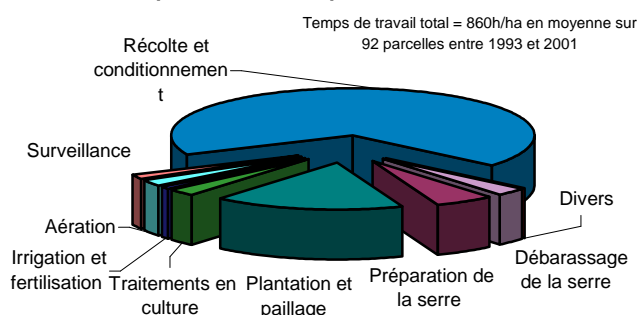 Temps de travail total = 860h/ha en moyenne sur
92 parcelles entre 1993 et 2001
Récolte et
conditionnemen
t
Surveillance
Aération
Irrigation et
fertilisation
Traitements en
culture
Plantation et
paillage
Préparation de
la serre
Débarassage
de la serre
Divers